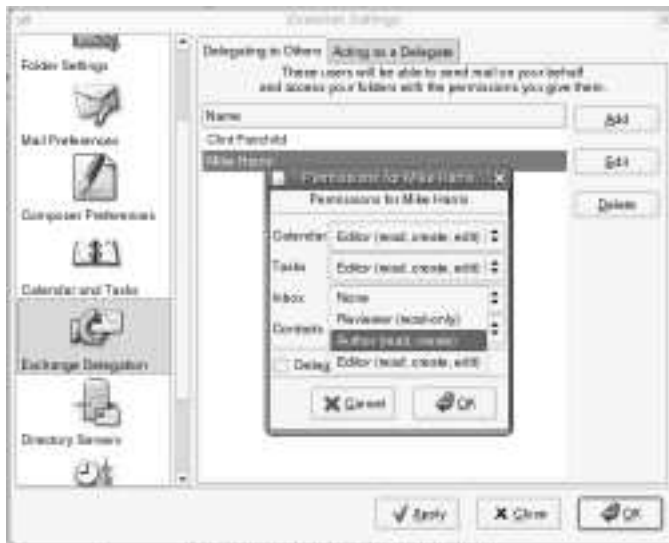 Evolution Settings
Folder Settings
Mail Preferences
Composer Preferences
Calendar and Tasks
Exchange Delegation
Directory Servers
Delegating to Others
Acting as a Delegate
These users will be able to send mail on your behalf
and access your folders with the permissions you give them.
Name
Clint Fairchild
Mike Harris
Add
Edit
Delete
Permissions for Mike Harris
Permissions for Mike Harris
Calendar Editor (read, create, edit)
Tasks Editor (read, create, edit)
Inbox None
Reviewer (read-only)
Contacts
Author (read, create)
Deleg Editor (read, create, edit)
Cancel OK
Apply Close OK